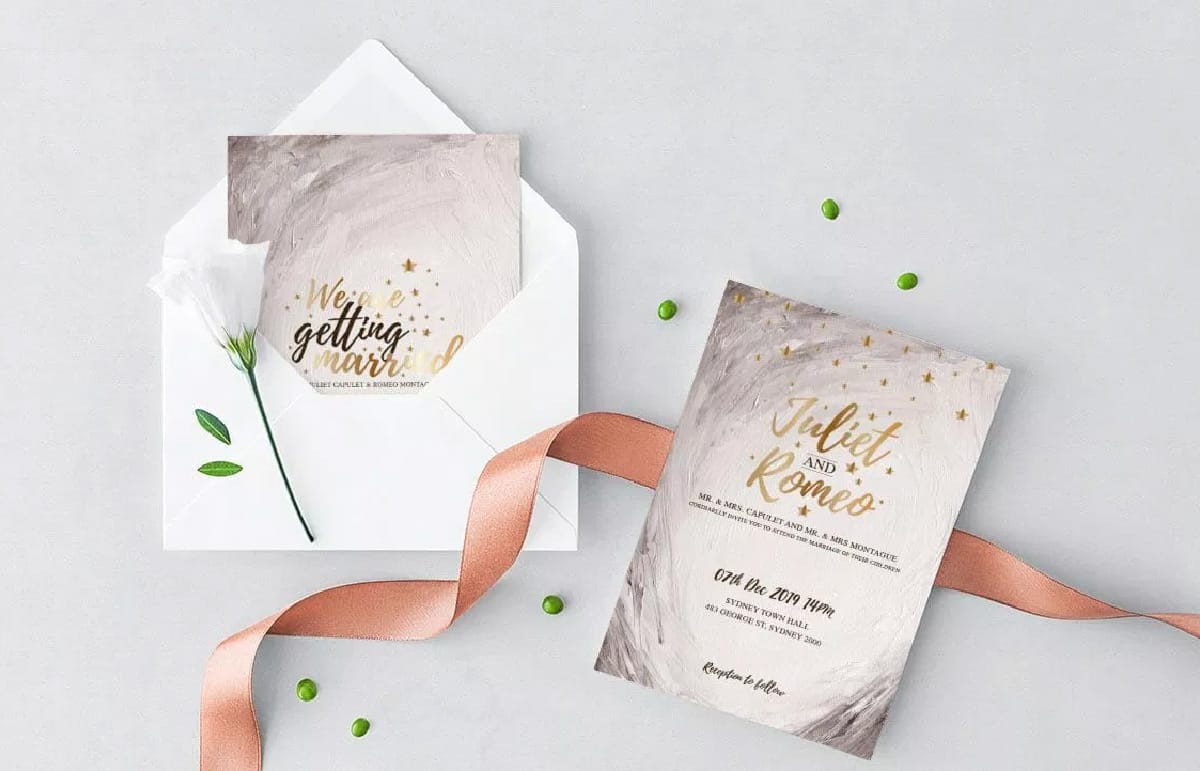 We are
getting
married
JULIET CAPULET & ROMEO MONTAG
Juliet
AND
Romeo
MR. & MRS. CAPULET AND MR. & MRS MONTAGUE
CORDIARLLY INVITE YOU TO ATTEND THE MARRIAGE OF THEIR CHILDREN
07th Dec 2019 14PM
SYDNEY TOWN HALL
483 GEORGE ST, SYDNEY 2000
Reception to follow